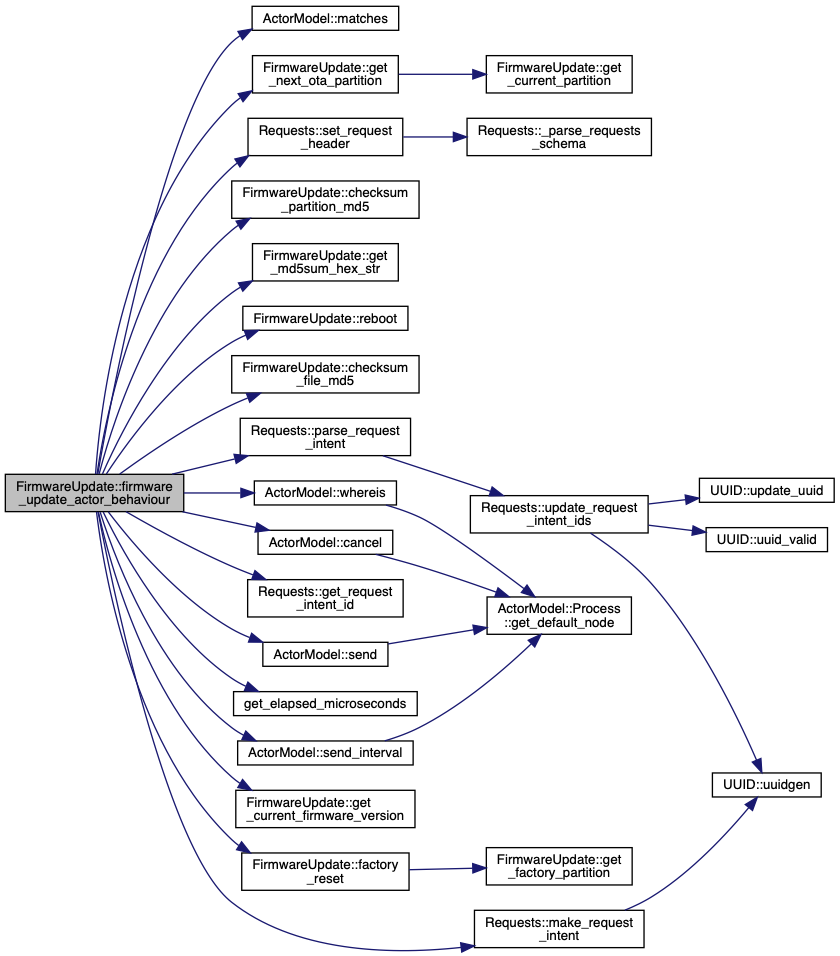 ActorModel::matches
FirmwareUpdate::get
_next_ota_partition
FirmwareUpdate::get
_current_partition
Requests::set_request
_header
Requests::_parse_requests
_schema
FirmwareUpdate::checksum
_partition_md5
FirmwareUpdate::get
_md5sum_hex_str
FirmwareUpdate::reboot
FirmwareUpdate::checksum
_file_md5
Requests::parse_request
_intent
FirmwareUpdate::firmware
_update_actor_behaviour
ActorModel::whereis
Requests::update_request
_intent_ids
UUID::update_uuid
UUID::uuid_valid
ActorModel::cancel
Requests::get_request
_intent_id
ActorModel::Process
::get_default_node
ActorModel::send
get_elapsed_microseconds
ActorModel::send_interval
UUID::uuidgen
FirmwareUpdate::get
_current_firmware_version
FirmwareUpdate::factory
_reset
FirmwareUpdate::get
_factory_partition
Requests::make_request
_intent